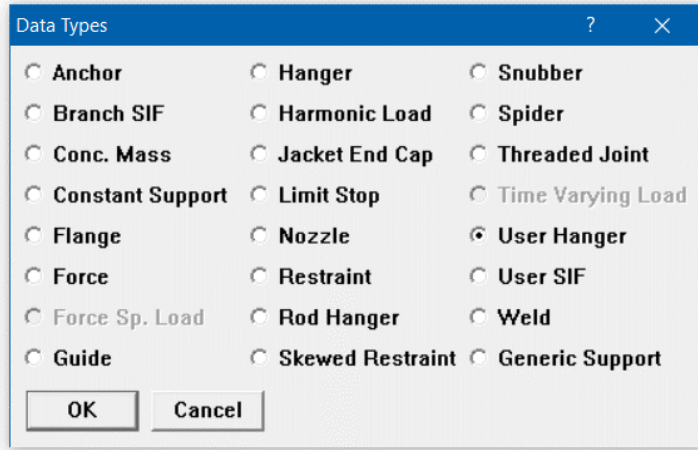 Data Types ?
Anchor Hanger Snubber
Branch SIF Harmonic Load Spider
Conc. Mass Jacket End Cap Threaded Joint
Constant Support Limit Stop Time Varying Load
Flange Nozzle User Hanger
Force Restraint User SIF
Force Sp. Load Rod Hanger Weld
Guide Skewed Restraint Generic Support
OK Cancel